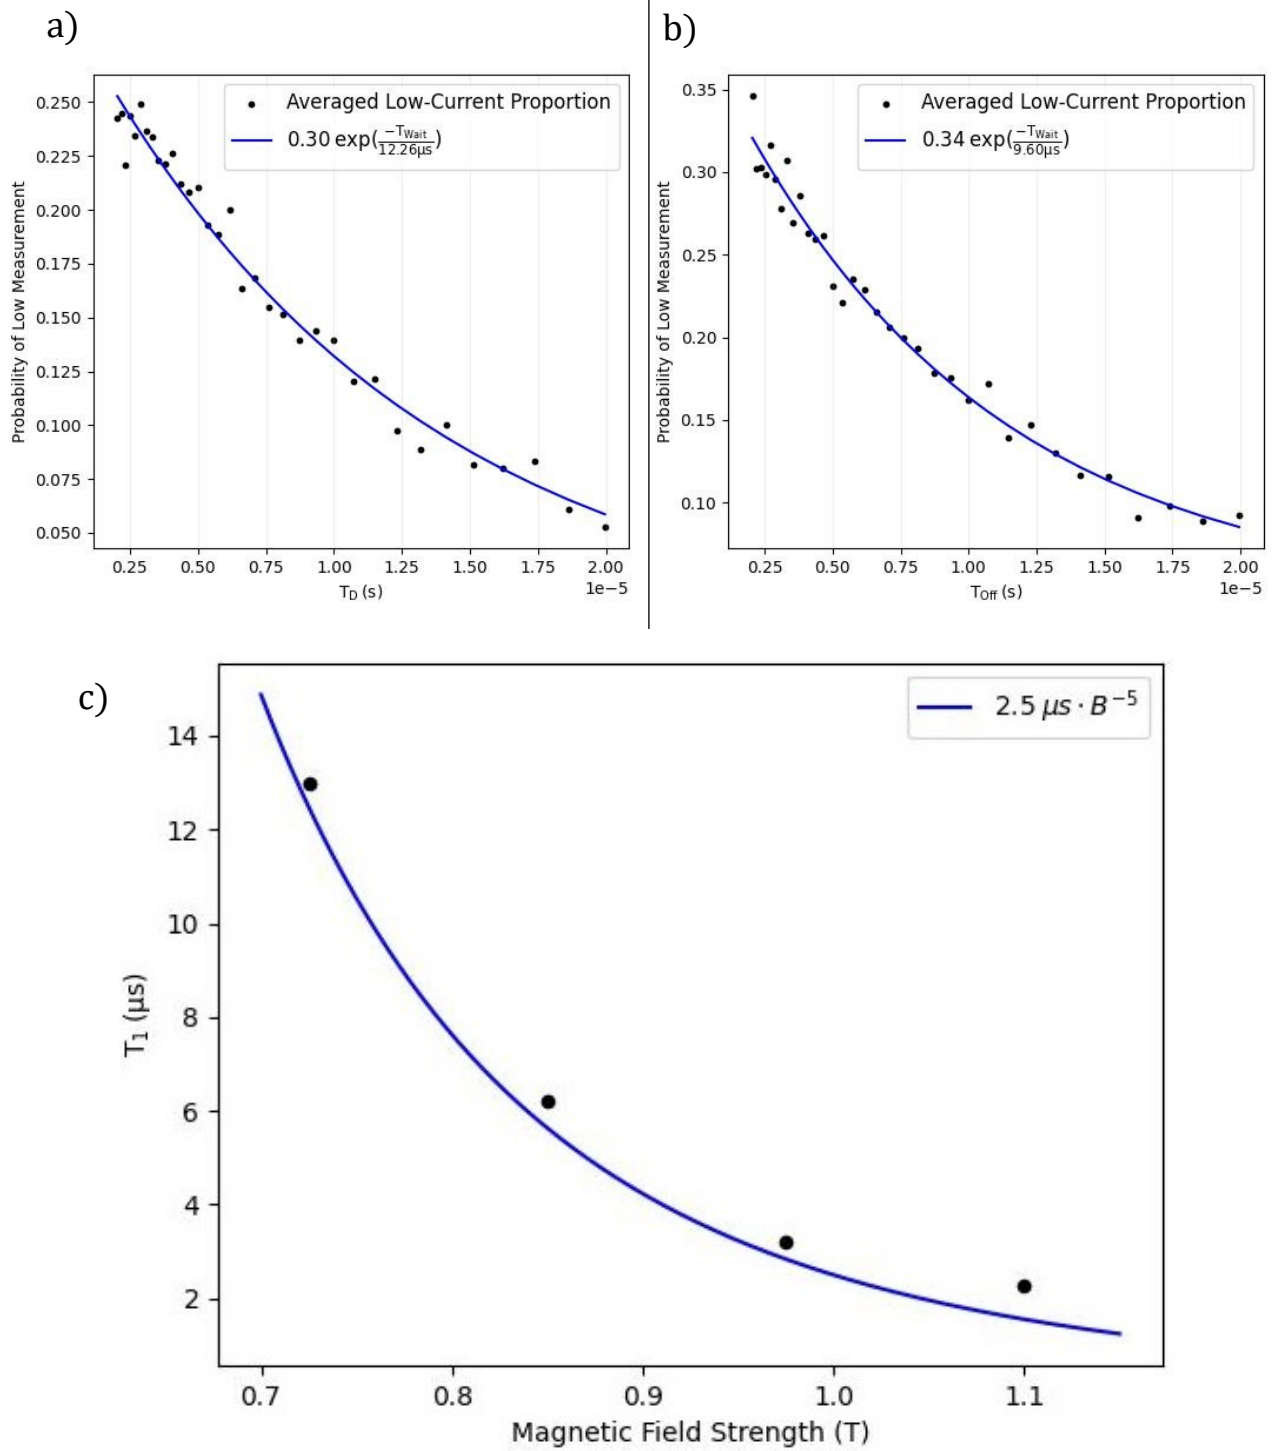 a)
Averaged Low-Current Proportion
0.30 exp(−T_Wait/12.26μs)
Probability of Low Measurement
0.250
0.225
0.200
0.175
0.150
0.125
0.100
0.075
0.050
0.25 0.50 0.75 1.00 1.25 1.50 1.75 2.00
1e−5
T_D (s)
b)
Averaged Low-Current Proportion
0.34 exp(−T_Wait/9.60μs)
Probability of Low Measurement
0.35
0.30
0.25
0.20
0.15
0.10
0.25 0.50 0.75 1.00 1.25 1.50 1.75 2.00
1e−5
T_Off (s)
c)
2.5 μs · B⁻⁵
T₁ (μs)
14
12
10
8
6
4
2
0.7 0.8 0.9 1.0 1.1
Magnetic Field Strength (T)